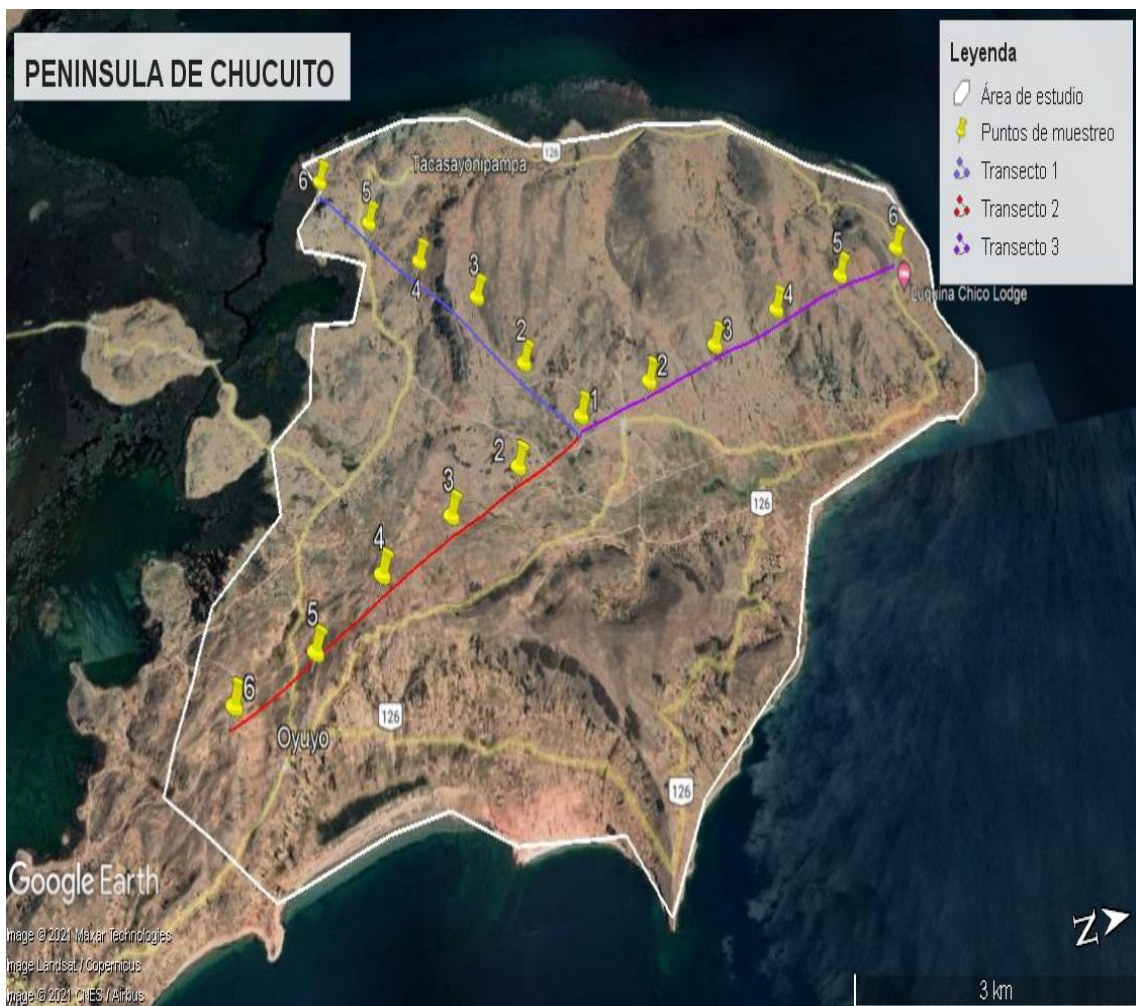 PENINSULA DE CHUCUITO
Leyenda
Área de estudio
Puntos de muestreo
Transecto 1
Transecto 2
Transecto 3
Tacasayonipampa
126
6
5
4
3
2
1
2
3
4
5
6
Luquina Chico Lodge
2
3
4
5
6
126
126
Oyuyo
126
Google Earth
Image © 2021 Maxar Technologies
Image Landsat / Copernicus
Image © 2021 CNES / Airbus
N
3 km